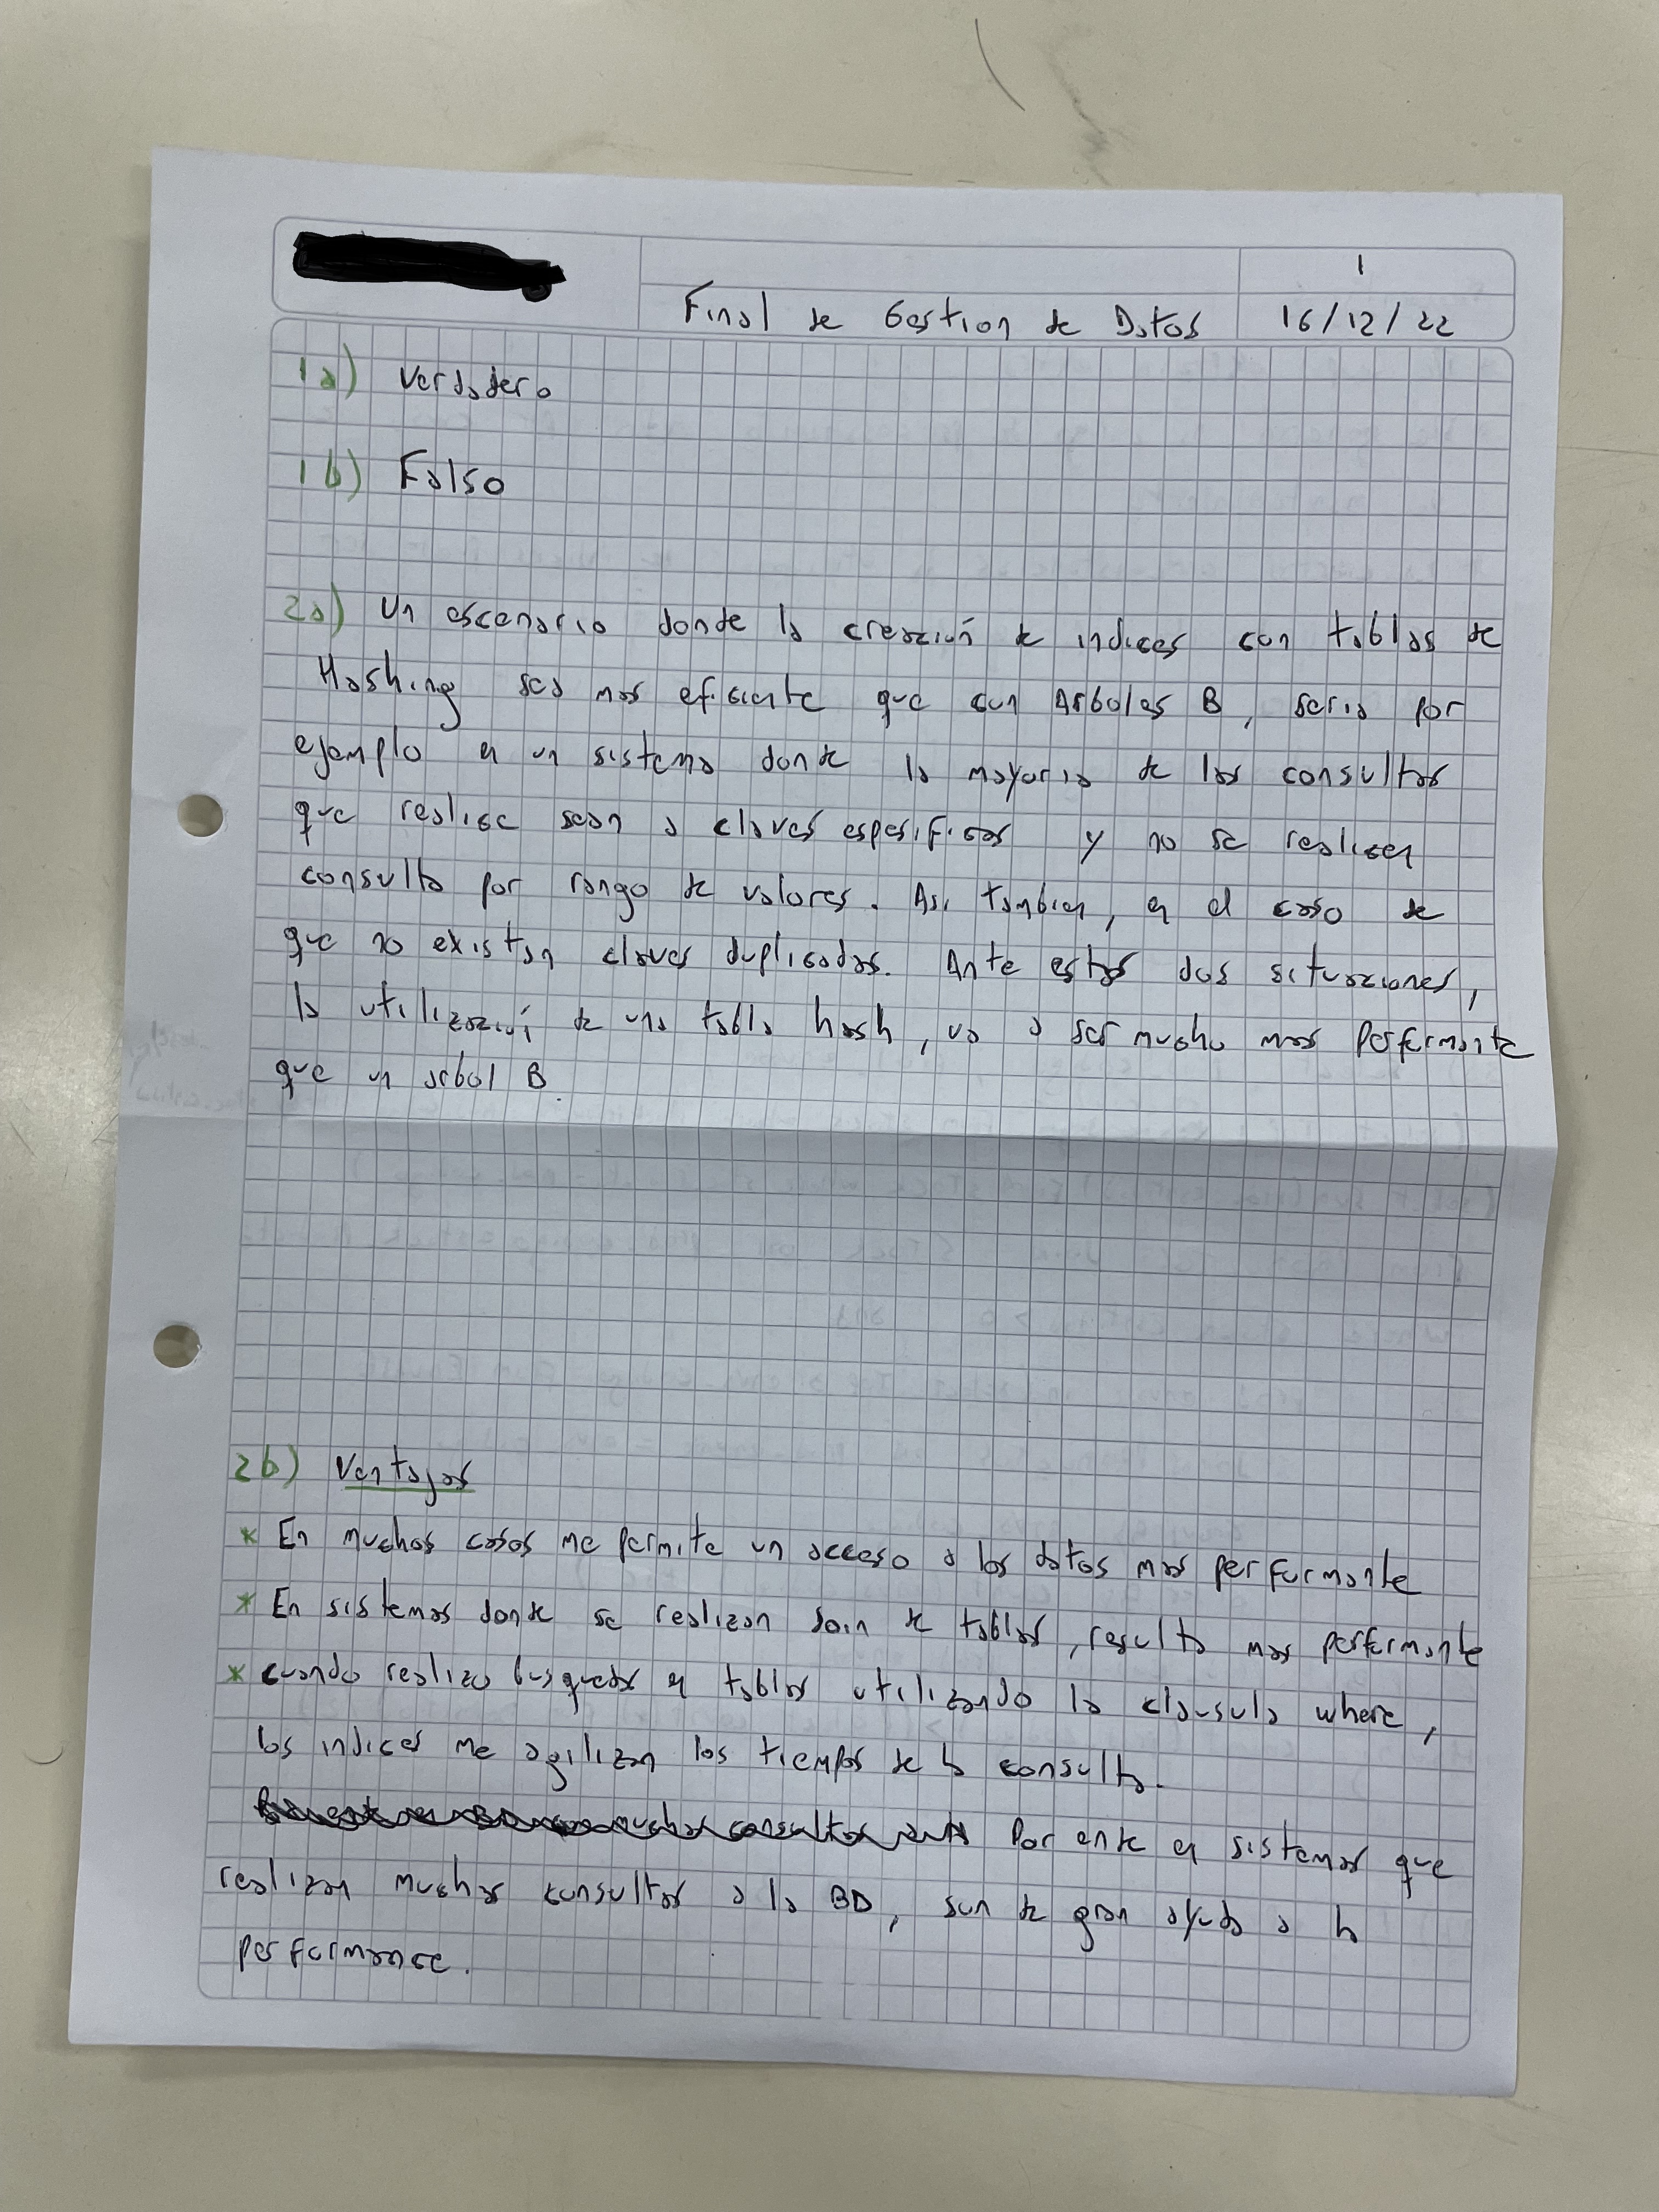 1
Final de Gestion de Datos 16/12/22
1a) Verdadero
1b) Falso
2a) Un escenario donde la creación de indices con tablas de
Hashing sea mas eficiente que con Arboles B, seria por
ejemplo en un sistema donde la mayoria de las consultas
que realice sean a claves espesificas y no se realicen
consulta por rango de valores. Asi tambien, en el caso de
que no existan claves duplicadas. Ante estas dos situaciones,
la utilización de una tabla hash, va a ser mucho mas performante
que un arbol B.
2b) Ventajas
* En muchos casos me permite un acceso a los datos mas performante
* En sistemas donde se realizan Join de tablas, resulta mas performante
* cuando realizo busquedas en tablas utilizando la clausula where,
los indices me agilizan los tiempos de la consulta.
muchas consultas Por ende en sistemas que
realizan muchas consultas a la BD, son de gran ayuda a la
performance.